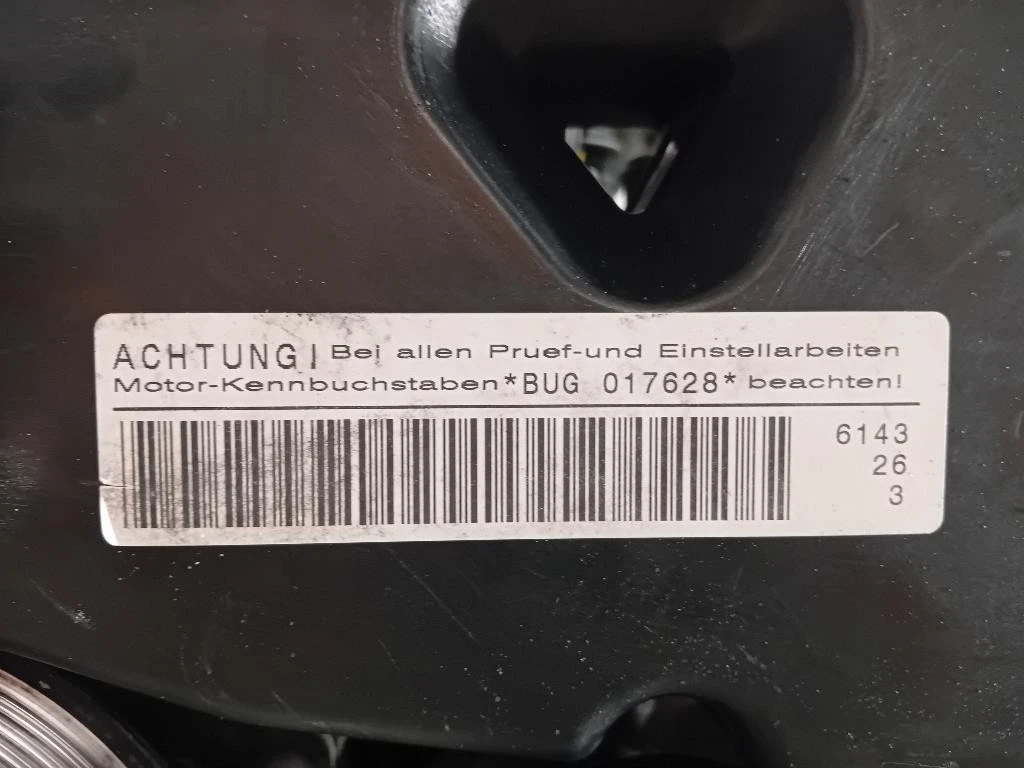 ACHTUNG! Bei allen Pruef-und Einstellarbeiten
Motor-Kennbuchstaben*BUG 017628* beachten!
6143
26
3